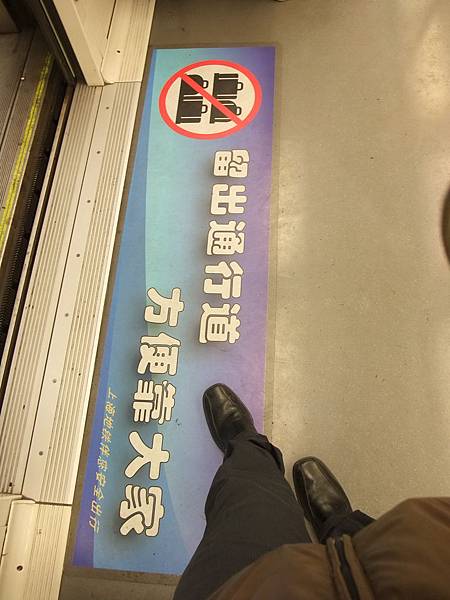 留出通行道
方便靠大家
上海地铁伴您安全出行